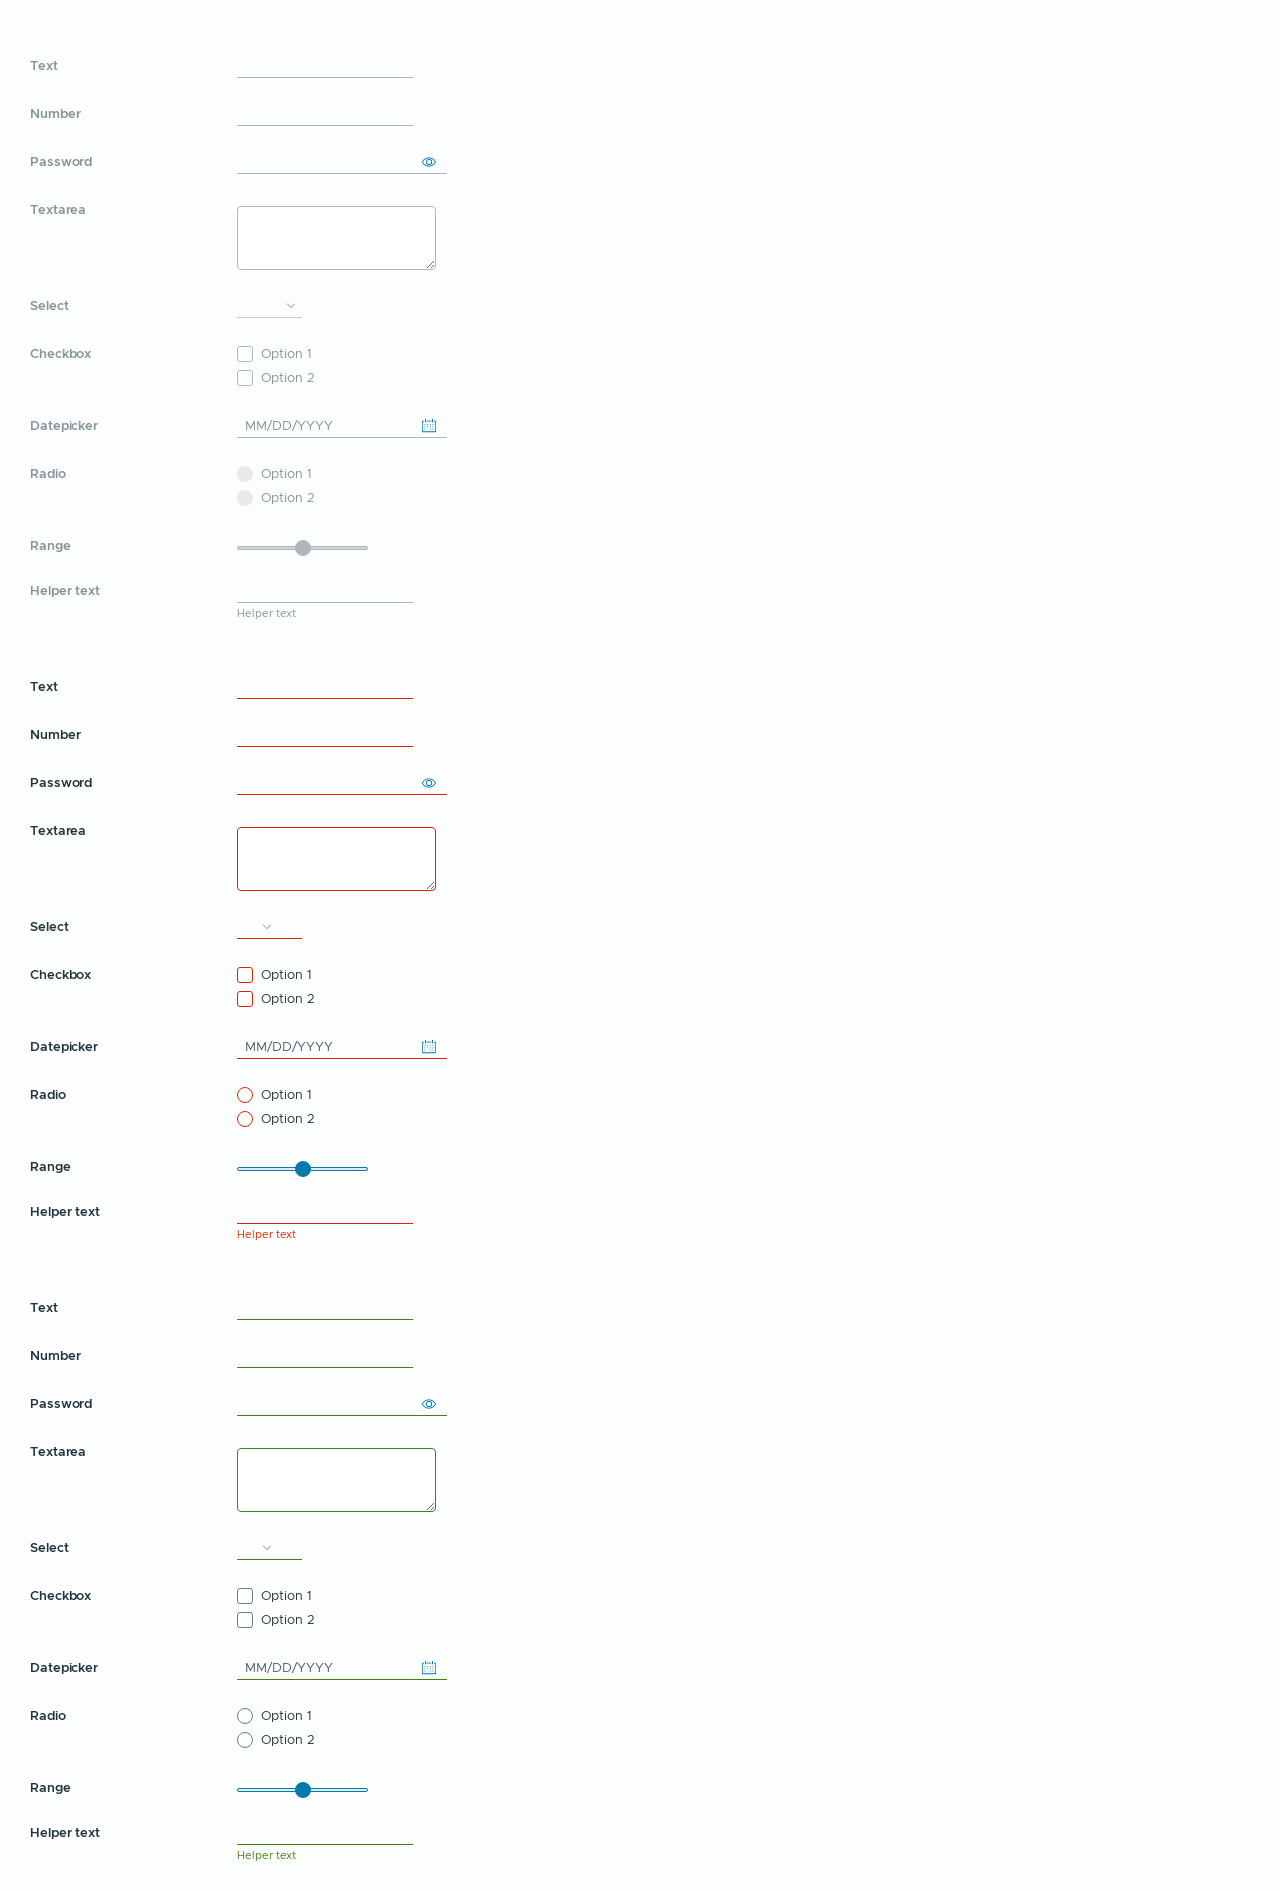 Text
Number
Password
Textarea
Select
Checkbox
Option 1
Option 2
Datepicker
MM/DD/YYYY
Radio
Option 1
Option 2
Range
Helper text
Helper text
Text
Number
Password
Textarea
Select
Checkbox
Option 1
Option 2
Datepicker
MM/DD/YYYY
Radio
Option 1
Option 2
Range
Helper text
Helper text
Text
Number
Password
Textarea
Select
Checkbox
Option 1
Option 2
Datepicker
MM/DD/YYYY
Radio
Option 1
Option 2
Range
Helper text
Helper text